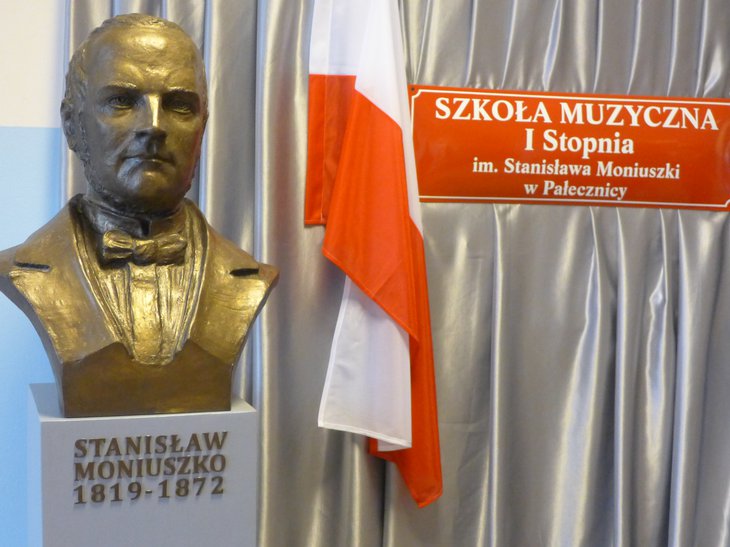 STANISŁAW
MONIUSZKO
1819-1872
SZKOŁA MUZYCZNA
I Stopnia
im. Stanisława Moniuszki
w Pałecznicy